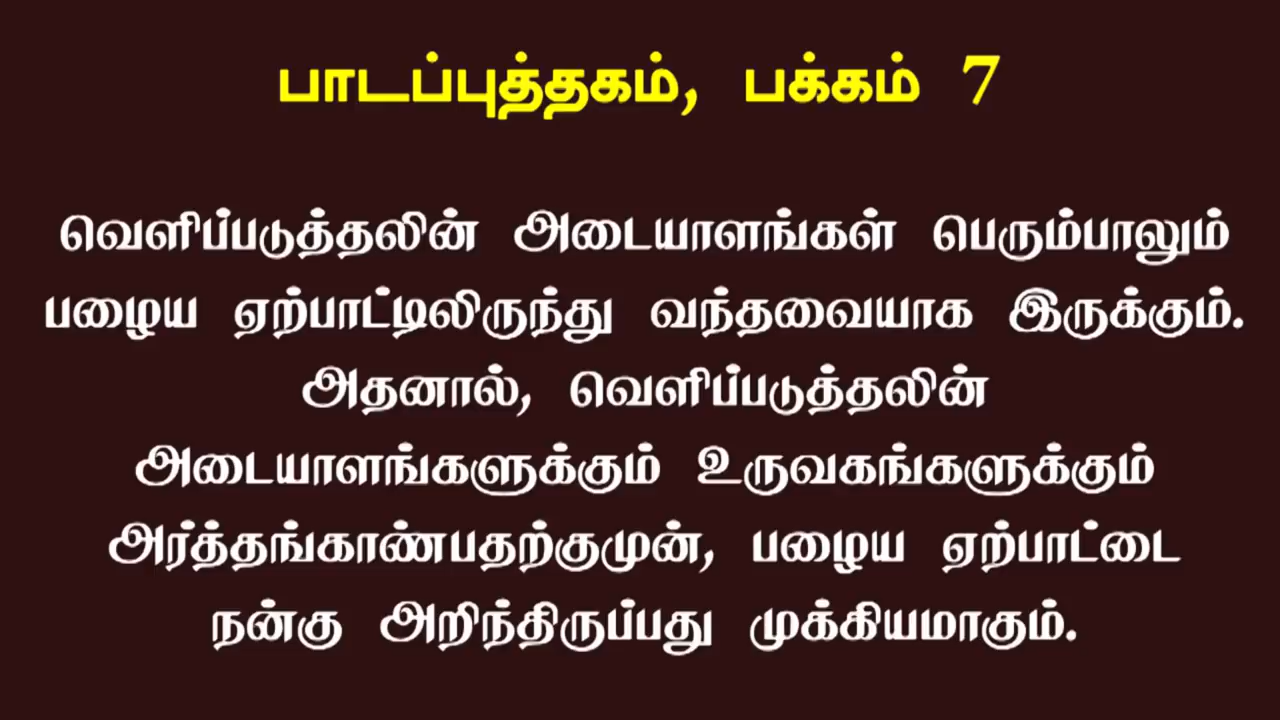 பாடப்புத்தகம், பக்கம் 7
வெளிப்படுத்தலின் அடையாளங்கள் பெரும்பாலும்
பழைய ஏற்பாட்டிலிருந்து வந்தவையாக இருக்கும்.
அதனால், வெளிப்படுத்தலின்
அடையாளங்களுக்கும் உருவகங்களுக்கும்
அர்த்தங்காண்பதற்குமுன், பழைய ஏற்பாட்டை
நன்கு அறிந்திருப்பது முக்கியமாகும்.